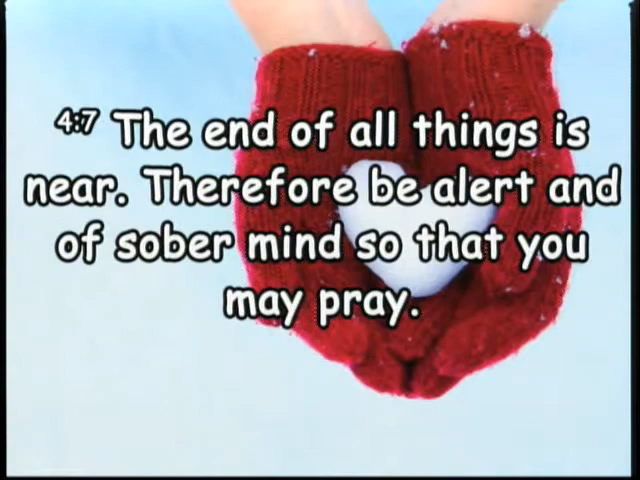 4:7 The end of all things is
near. Therefore be alert and
of sober mind so that you
may pray.